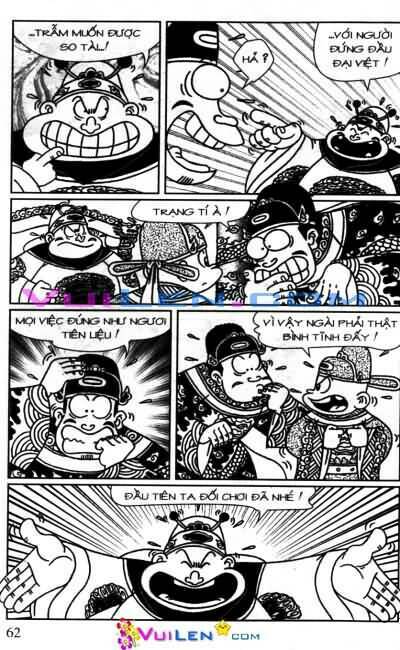 ...TRẪM MUỐN ĐƯỢC
SO TÀI...!
HẢ ?
...VỚI NGƯỜI
ĐỨNG ĐẦU
ĐẠI VIỆT !
TRẠNG TÍ À !
VUILEN.COM
MỌI VIỆC ĐÚNG NHƯ NGƯƠI
TIÊN LIỆU !
VÌ VẬY NGÀI PHẢI THẬT
BÌNH TĨNH ĐẤY !
ĐẦU TIÊN TA ĐỐI CHƠI ĐÃ NHÉ !
62
VUILEN.COM